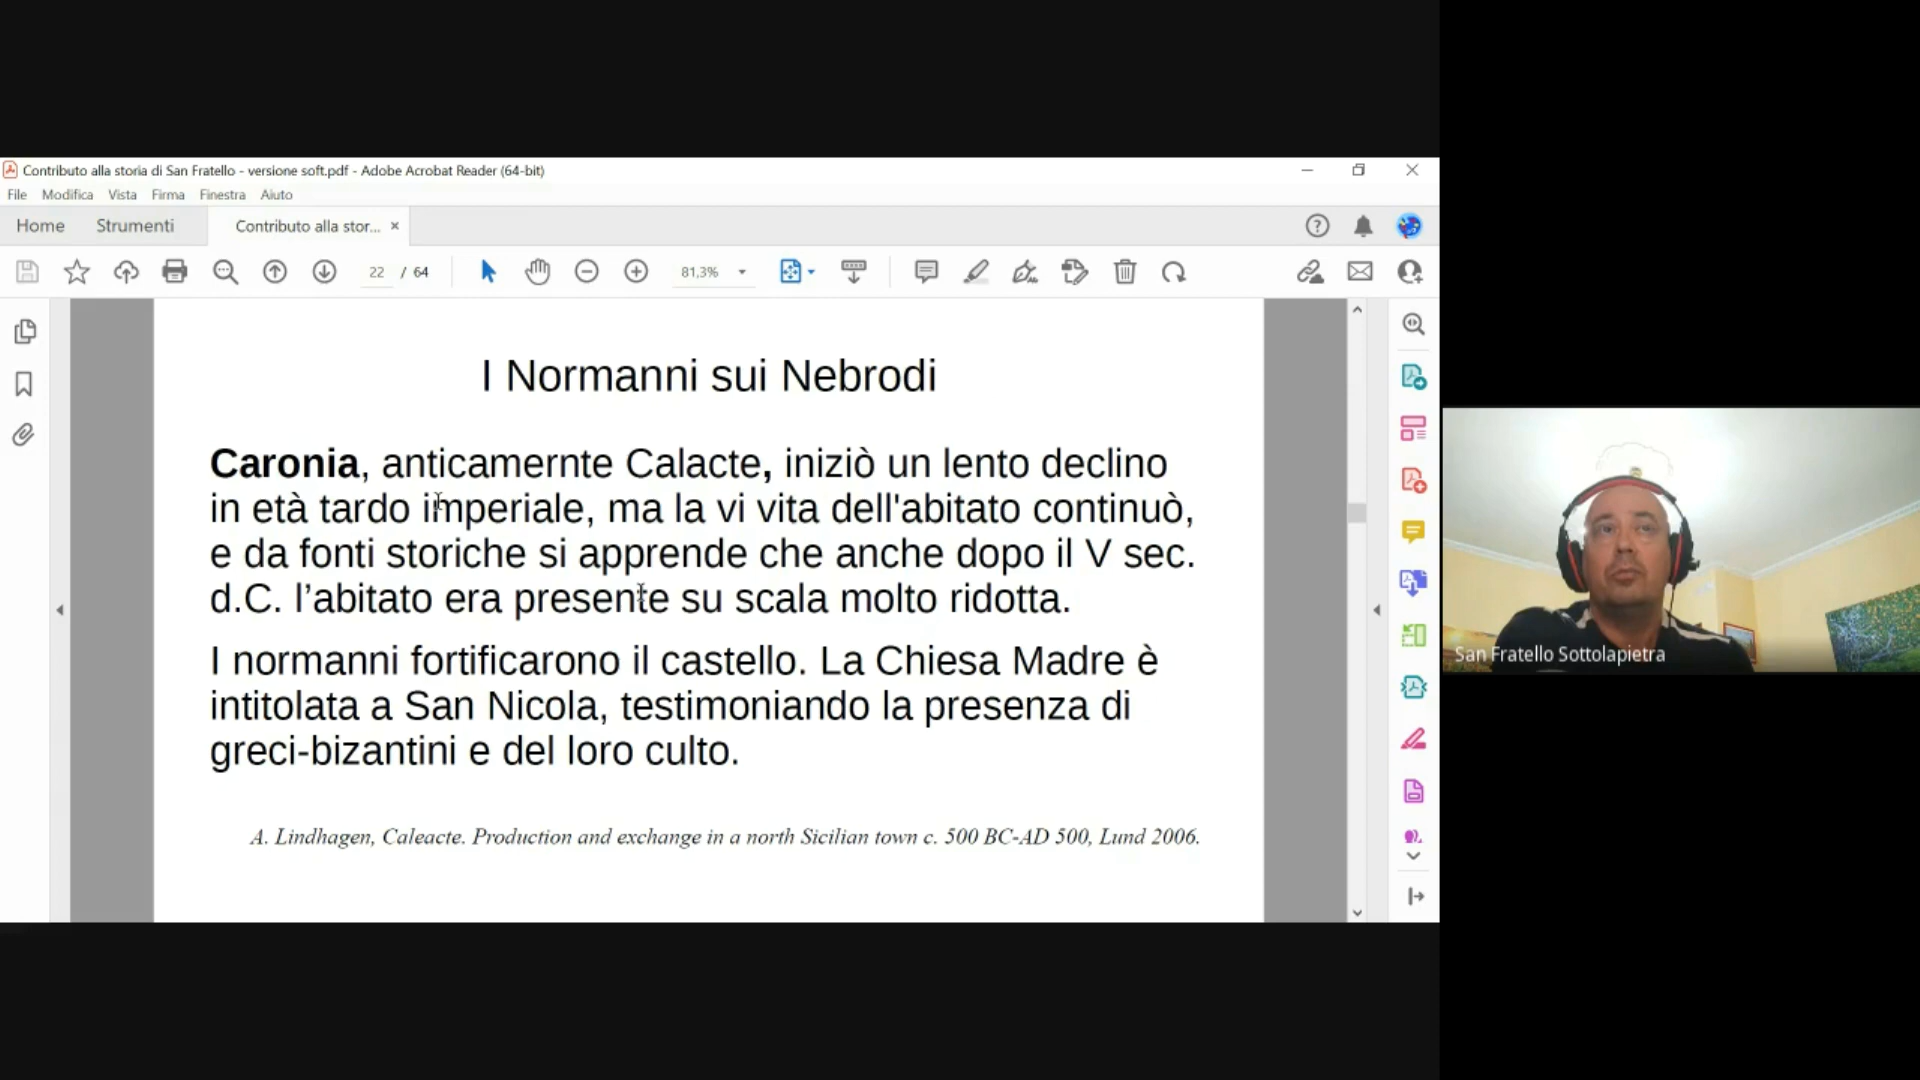 Contributo alla storia di San Fratello - versione soft.pdf - Adobe Acrobat Reader (64-bit)
File Modifica Vista Firma Finestra Aiuto
Home Strumenti Contributo alla stor...
22 / 64 81,3%
I Normanni sui Nebrodi
Caronia, anticamernte Calacte, iniziò un lento declino
in età tardo imperiale, ma la vi vita dell'abitato continuò,
e da fonti storiche si apprende che anche dopo il V sec.
d.C. l’abitato era presente su scala molto ridotta.
I normanni fortificarono il castello. La Chiesa Madre è
intitolata a San Nicola, testimoniando la presenza di
greci-bizantini e del loro culto.
A. Lindhagen, Caleacte. Production and exchange in a north Sicilian town c. 500 BC-AD 500, Lund 2006.
San Fratello Sottolapietra